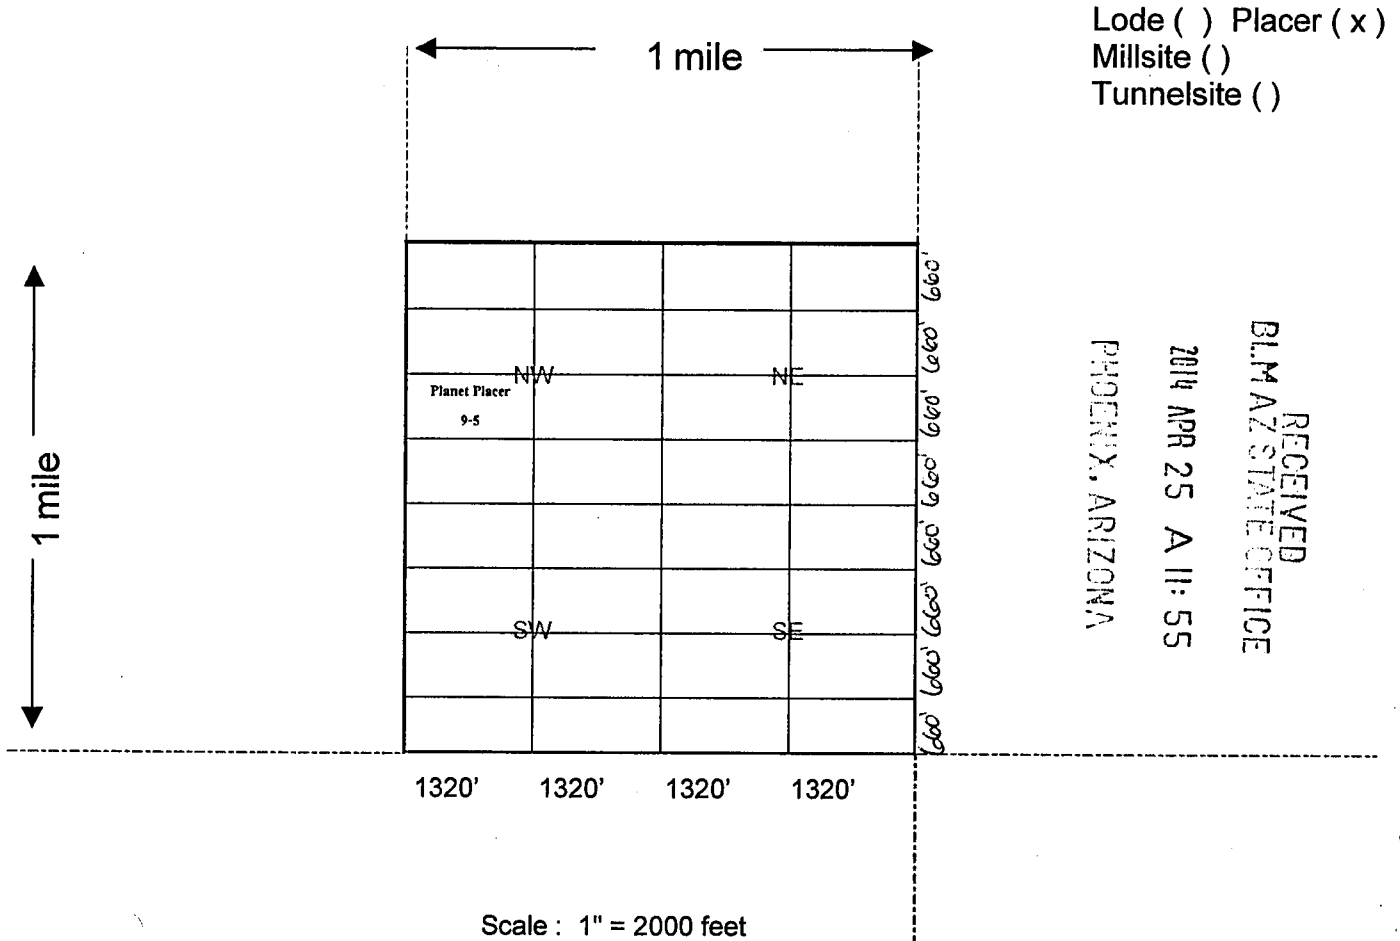 Lode ( ) Placer ( x )
Millsite ( )
Tunnelsite ( )
1 mile
1 mile
NW
NE
Planet Placer
9-5
SW
SE
660'
660'
660'
660'
660'
660'
660'
660'
1320'
1320'
1320'
1320'
Scale : 1" = 2000 feet
RECEIVED
BLM AZ STATE OFFICE
2014 APR 25 A 11: 55
PHOENIX, ARIZONA